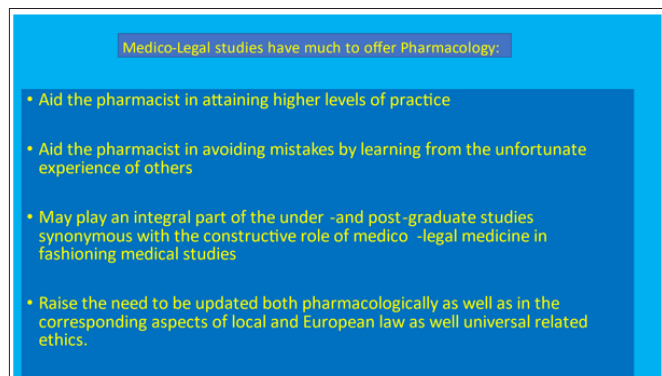 Medico-Legal studies have much to offer Pharmacology:
• Aid the pharmacist in attaining higher levels of practice
• Aid the pharmacist in avoiding mistakes by learning from the unfortunate
experience of others
• May play an integral part of the under -and post-graduate studies
synonymous with the constructive role of medico -legal medicine in
fashioning medical studies
• Raise the need to be updated both pharmacologically as well as in the
corresponding aspects of local and European law as well universal related
ethics.